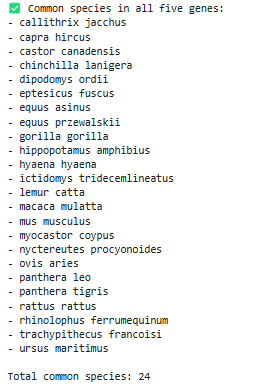 ✅ Common species in all five genes:
- callithrix jacchus
- capra hircus
- castor canadensis
- chinchilla lanigera
- dipodomys ordii
- eptesicus fuscus
- equus asinus
- equus przewalskii
- gorilla gorilla
- hippopotamus amphibius
- hyaena hyaena
- ictidomys tridecemlineatus
- lemur catta
- macaca mulatta
- mus musculus
- myocastor coypus
- nyctereutes procyonoides
- ovis aries
- panthera leo
- panthera tigris
- rattus rattus
- rhinolophus ferrumequinum
- trachypithecus francoisi
- ursus maritimus
Total common species: 24